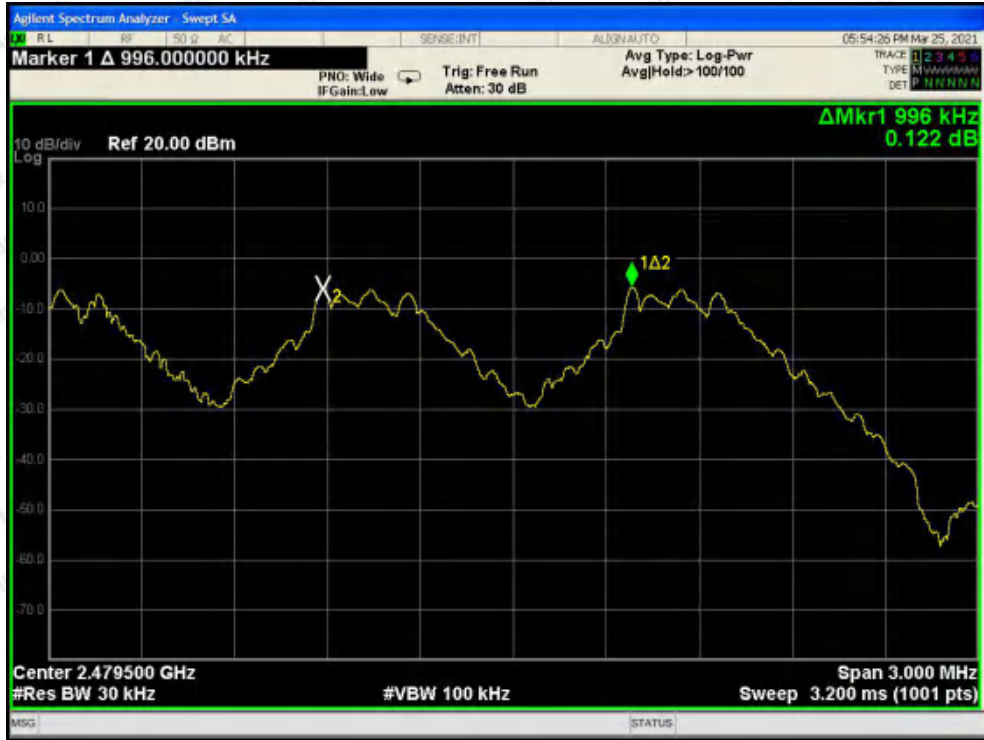 Agilent Spectrum Analyzer - Swept SA
LXI RL RF 50 Ω AC SENSE:INT ALIGN AUTO 05:54:26 PM Mar 25, 2021
Marker 1 Δ 996.000000 kHz
PNO: Wide Trig: Free Run Avg Type: Log-Pwr TRACE 1 2 3 4 5 6
IFGain:Low Atten: 30 dB Avg|Hold:> 100/100 TYPE M
DET P N N N N N
ΔMkr1 996 kHz
0.122 dB
10 dB/div Ref 20.00 dBm
Log
10.0
0.00
-10.0
-20.0
-30.0
-40.0
-50.0
-60.0
-70.0
X2
1Δ2
Center 2.479500 GHz Span 3.000 MHz
#Res BW 30 kHz #VBW 100 kHz Sweep 3.200 ms (1001 pts)
MSG STATUS